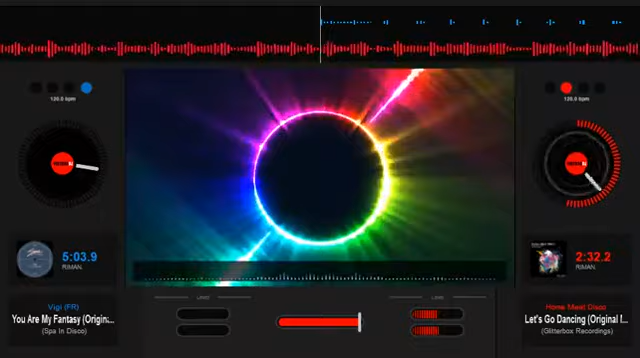 120.0 bpm
120.0 bpm
5:03.9
RIMAN.
2:32.2
RIMAN.
Vigi (FR)
You Are My Fantasy (Origin:...
(Spa In Disco)
Home Meat Disco
Let's Go Dancing (Original I...
(Glitterbox Recordings)